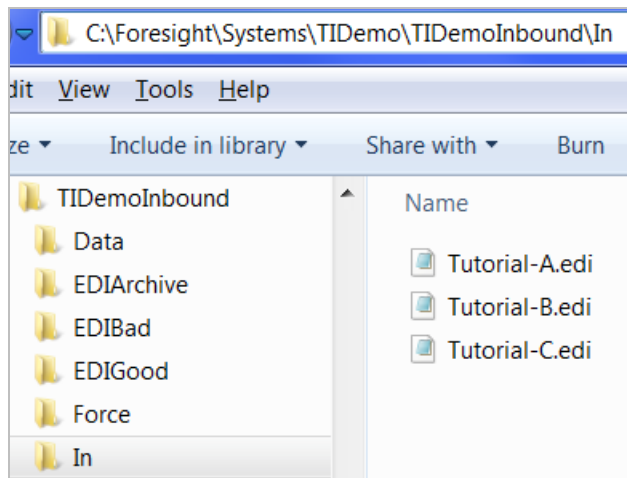 C:\Foresight\Systems\TIDemo\TIDemoInbound\In
dit View Tools Help
ze Include in library Share with Burn
TIDemoInbound
Data
EDIArchive
EDIBad
EDIGood
Force
In
Name
Tutorial-A.edi
Tutorial-B.edi
Tutorial-C.edi